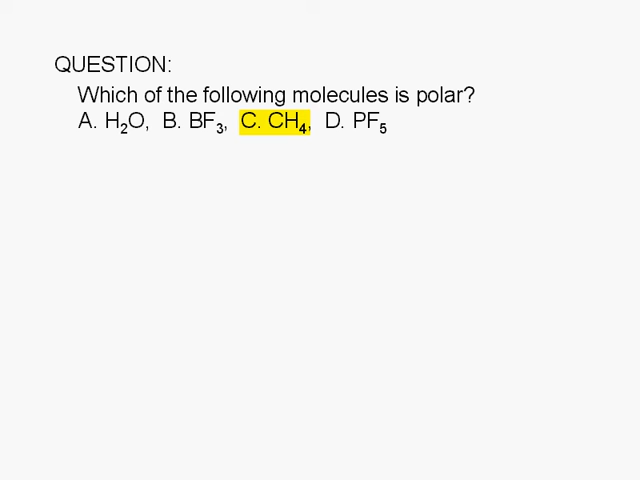 QUESTION:
Which of the following molecules is polar?
A. H₂O, B. BF₃, C. CH₄, D. PF₅